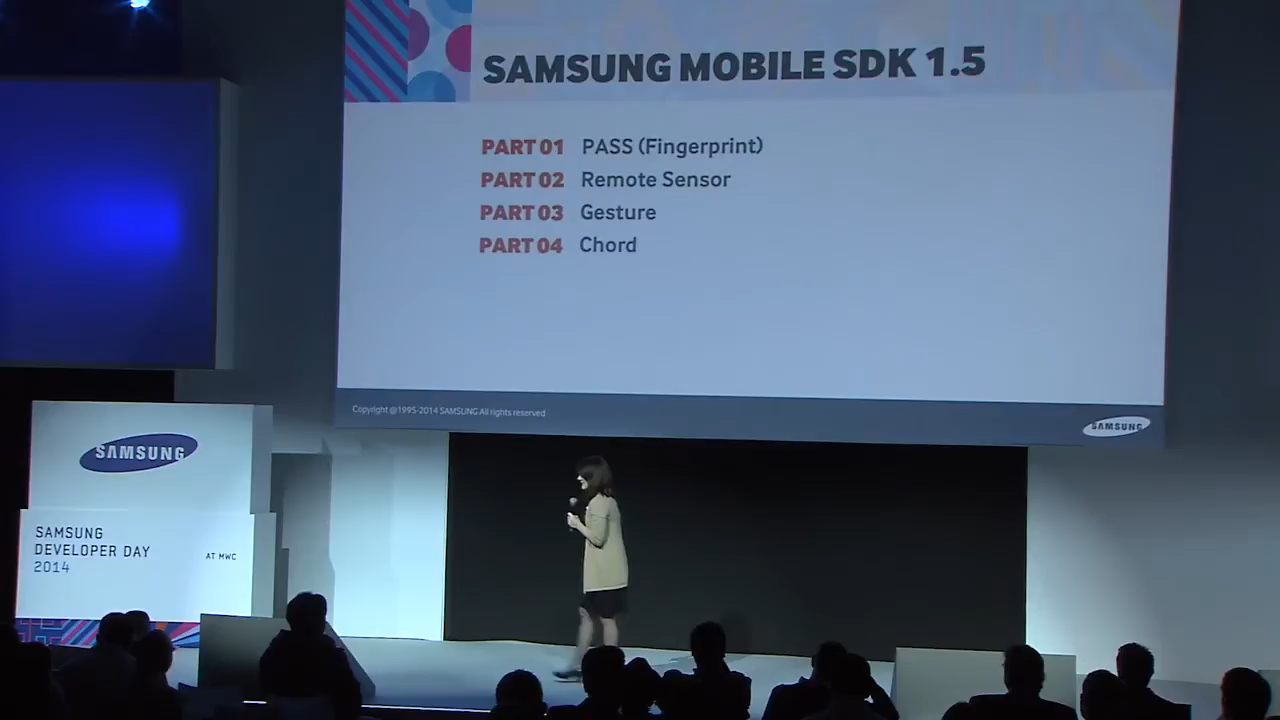 SAMSUNG MOBILE SDK 1.5
PART 01 PASS (Fingerprint)
PART 02 Remote Sensor
PART 03 Gesture
PART 04 Chord
Copyright @1995-2014 SAMSUNG All rights reserved
SAMSUNG
SAMSUNG
SAMSUNG
DEVELOPER DAY
2014
AT MWC